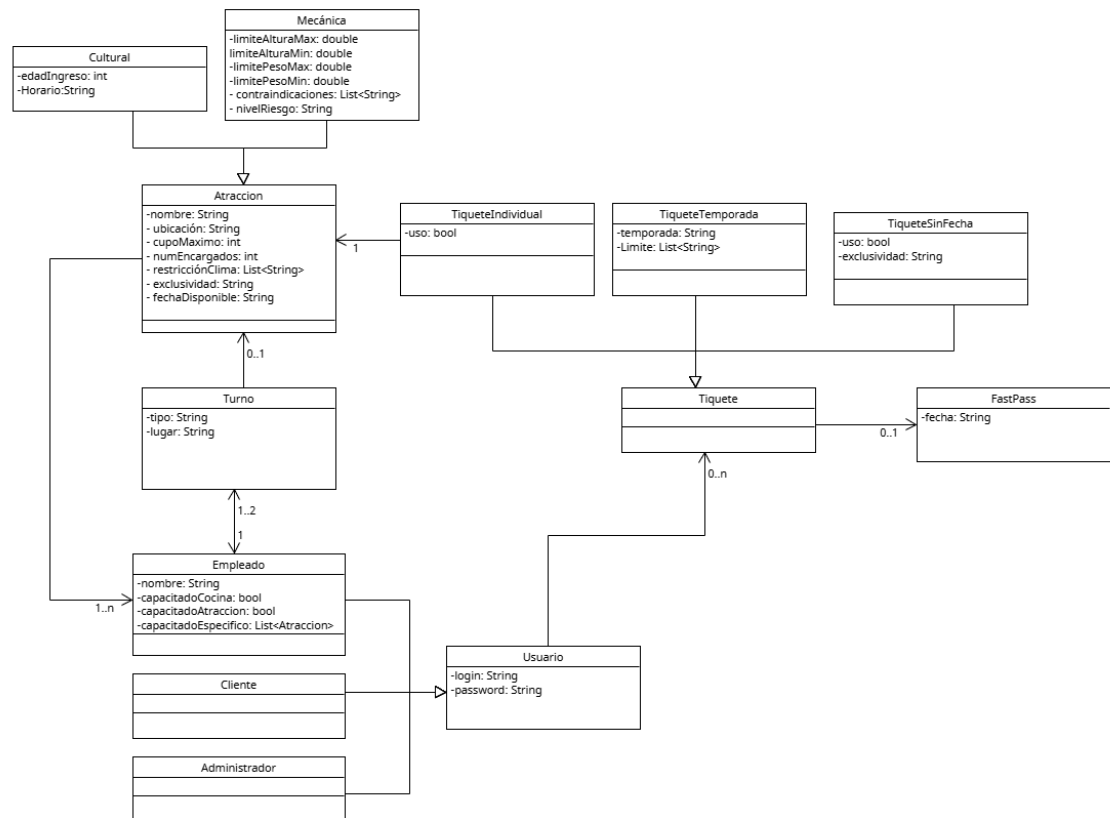 Mecánica
-limiteAlturaMax: double
limiteAlturaMin: double
-limitePesoMax: double
-limitePesoMin: double
- contraindicaciones: List<String>
- nivelRiesgo: String
Cultural
-edadIngreso: int
-Horario:String
Atraccion
-nombre: String
- ubicación: String
- cupoMaximo: int
- numEncargados: int
- restricciónClima: List<String>
- exclusividad: String
- fechaDisponible: String
TiqueteIndividual
-uso: bool
TiqueteTemporada
-temporada: String
-Limite: List<String>
TiqueteSinFecha
-uso: bool
-exclusividad: String
1
0..1
Turno
-tipo: String
-lugar: String
Tiquete
FastPass
-fecha: String
0..1
0..n
1..2
1
Empleado
-nombre: String
-capacitadoCocina: bool
-capacitadoAtraccion: bool
-capacitadoEspecifico: List<Atraccion>
1..n
Usuario
-login: String
-password: String
Cliente
Administrador